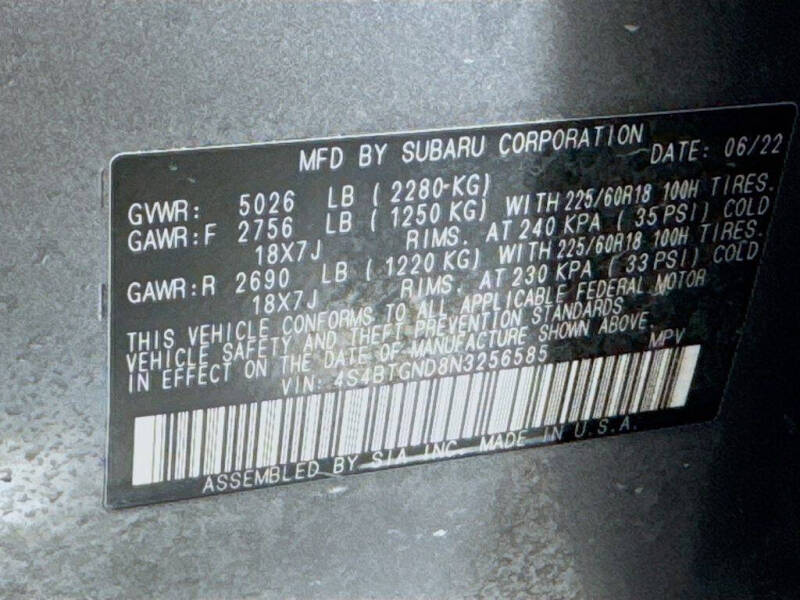 MFD BY SUBARU CORPORATION DATE: 06/22
GVWR: 5026 LB ( 2280-KG)
GAWR:F 2756 LB ( 1250 KG) WITH 225/60R18 100H TIRES.
18X7J RIMS. AT 240 KPA ( 35 PSI) COLD
GAWR:R 2690 LB ( 1220 KG) WITH 225/60R18 100H TIRES.
18X7J RIMS. AT 230 KPA ( 33 PSI) COLD
THIS VEHICLE CONFORMS TO ALL APPLICABLE FEDERAL MOTOR
VEHICLE SAFETY AND THEFT PREVENTION STANDARDS
IN EFFECT ON THE DATE OF MANUFACTURE SHOWN ABOVE
VIN: 4S4BTGND8N3256585 MPV
ASSEMBLED BY SIA INC. MADE IN U.S.A.